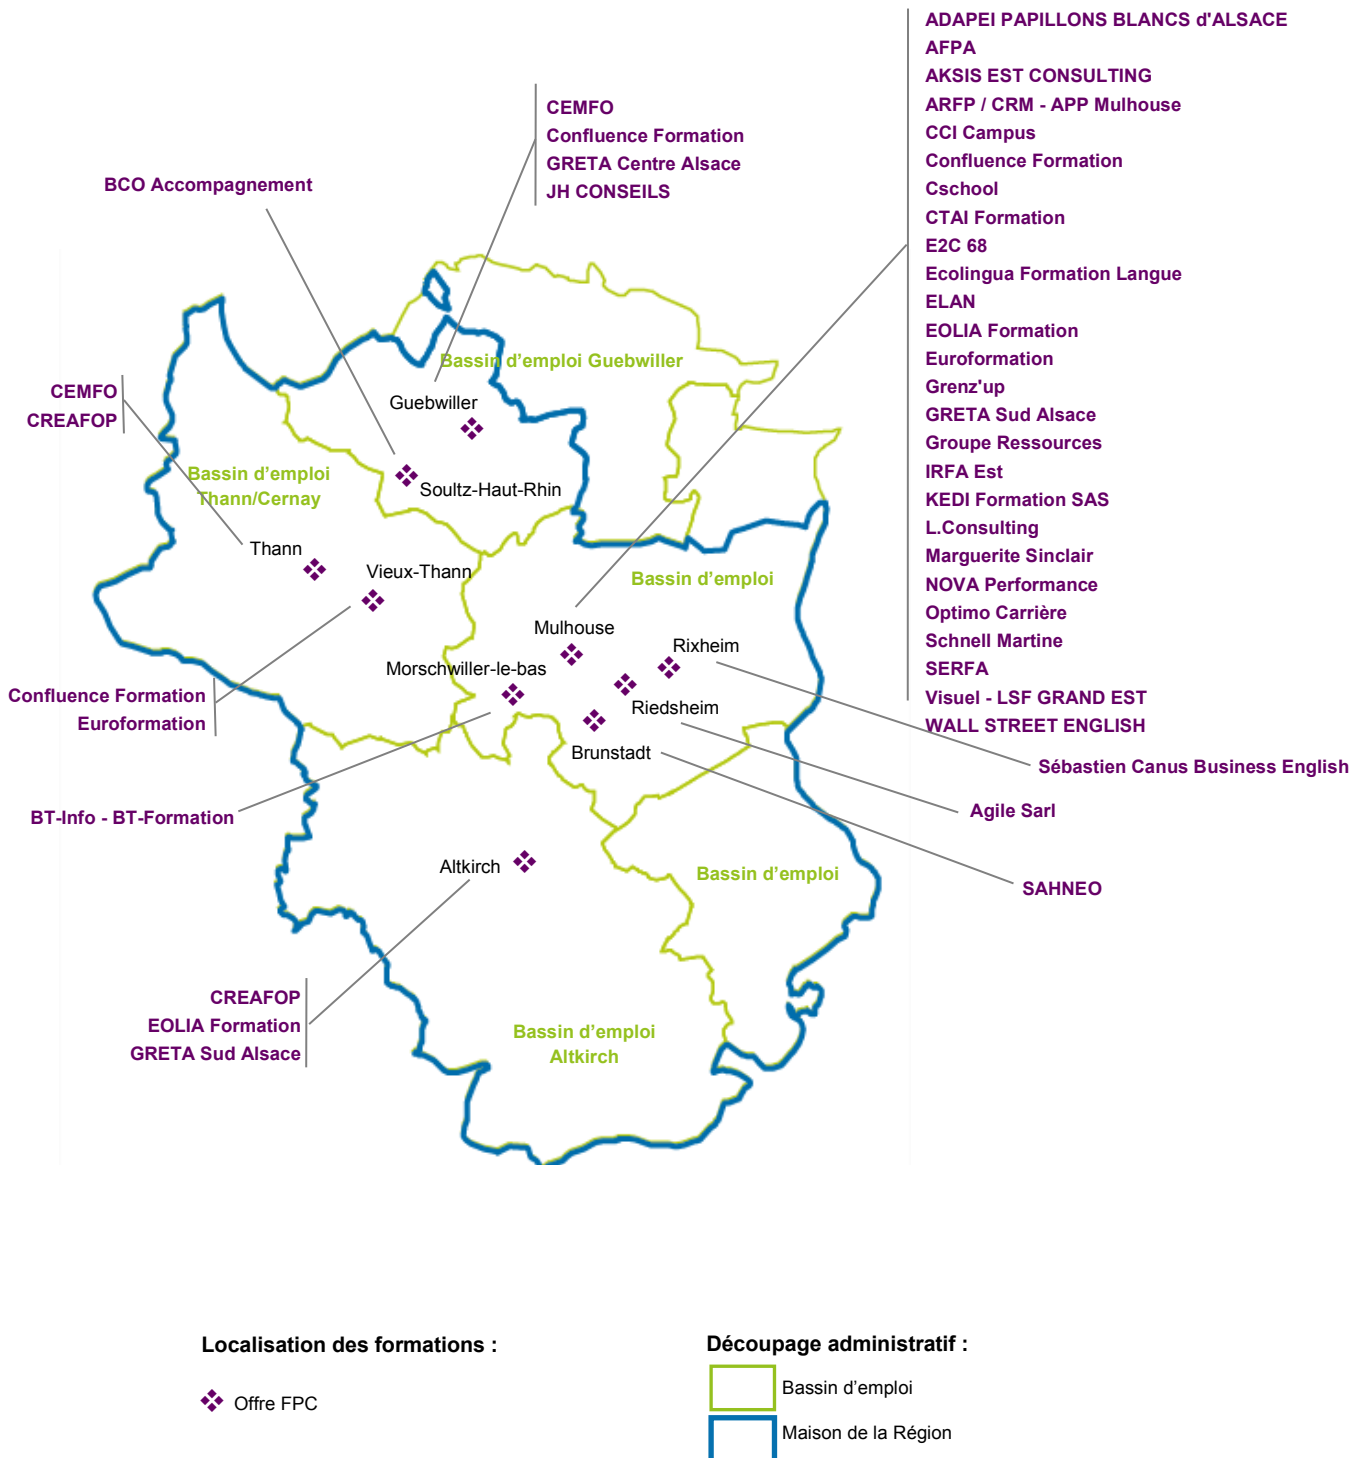 ADAPEI PAPILLONS BLANCS d'ALSACE
AFPA
AKSIS EST CONSULTING
ARFP / CRM - APP Mulhouse
CCI Campus
Confluence Formation
Cschool
CTAI Formation
E2C 68
Ecolingua Formation Langue
ELAN
EOLIA Formation
Euroformation
Grenz'up
GRETA Sud Alsace
Groupe Ressources
IRFA Est
KEDI Formation SAS
L.Consulting
Marguerite Sinclair
NOVA Performance
Optimo Carrière
Schnell Martine
SERFA
Visuel - LSF GRAND EST
WALL STREET ENGLISH
CEMFO
Confluence Formation
GRETA Centre Alsace
JH CONSEILS
BCO Accompagnement
Bassin d'emploi Guebwiller
CEMFO
CREAFOP
Guebwiller
Bassin d'emploi
Thann/Cernay
Soultz-Haut-Rhin
Thann
Vieux-Thann
Bassin d'emploi
Mulhouse
Rixheim
Morschwiller-le-bas
Riedsheim
Brunstadt
Confluence Formation
Euroformation
Sébastien Canus Business English
BT-Info - BT-Formation
Agile Sarl
Altkirch
Bassin d'emploi
SAHNEO
CREAFOP
EOLIA Formation
GRETA Sud Alsace
Bassin d'emploi
Altkirch
Localisation des formations :
Offre FPC
Découpage administratif :
Bassin d'emploi
Maison de la Région